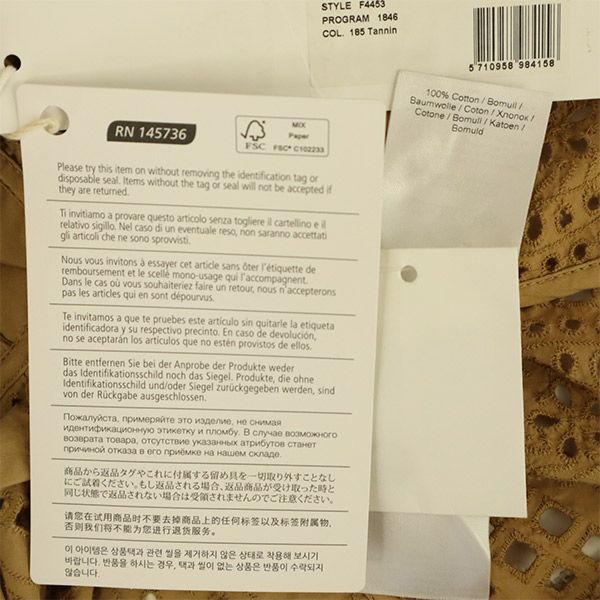 STYLE F4453
PROGRAM 1846
COL. 185 Tannin
5 710958 984158
100% Cotton / Bomull /
Baumwolle / Coton / Хлопок /
Cotone / Bomull / Katoen /
Bomuld
RN 145736
FSC
MIX
Paper
FSC® C102233
Please try this item on without removing the identification tag or
disposable seal. Items without the tag or seal will not be accepted if
they are returned.
Ti invitiamo a provare questo articolo senza togliere il cartellino e il
relativo sigillo. Nel caso di un eventuale reso, non saranno accettati
gli articoli che ne sono sprovvisti.
Nous vous invitons à essayer cet article sans ôter l'étiquette de
remboursement et le scellé mono-usage qui l'accompagnent.
Dans le cas où vous souhaiteriez faire un retour, nous n'accepterons
pas les articles qui en sont dépourvus.
Te invitamos a que te pruebes este artículo sin quitarle la etiqueta
identificadora y su respectivo precinto. En caso de devolución,
no se aceptarán los artículos que no estén provistos de ellos.
Bitte entfernen Sie bei der Anprobe der Produkte weder
das Identifikationsschild noch das Siegel. Produkte, die ohne
Identifikationsschild und/oder Siegel zurückgegeben werden, sind
von der Rückgabe ausgeschlossen.
Пожалуйста, примеряйте это изделие, не снимая
идентификационную этикетку и пломбу. В случае возможного
возврата товара, отсутствие указанных атрибутов станет
причиной отказа в его приёмке на нашем складе.
商品から返品タグやこれに付属する留め具を一切取り外すことなし
にご試着ください。もし返品される場合、返品商品が受け取った時と
同じ状態で返品されない場合は受領されませんのでご注意ください。
请您在试用商品时不要去掉商品上的任何标签以及标签附属物,
否则我们将不能为您进行退货服务。
이 아이템은 상품택과 관련 씰을 제거하지 않은 상태로 착용해 보시기
바랍니다. 반품을 하시는 경우, 택과 씰이 없는 상품은 반품이 수락되지
않습니다.